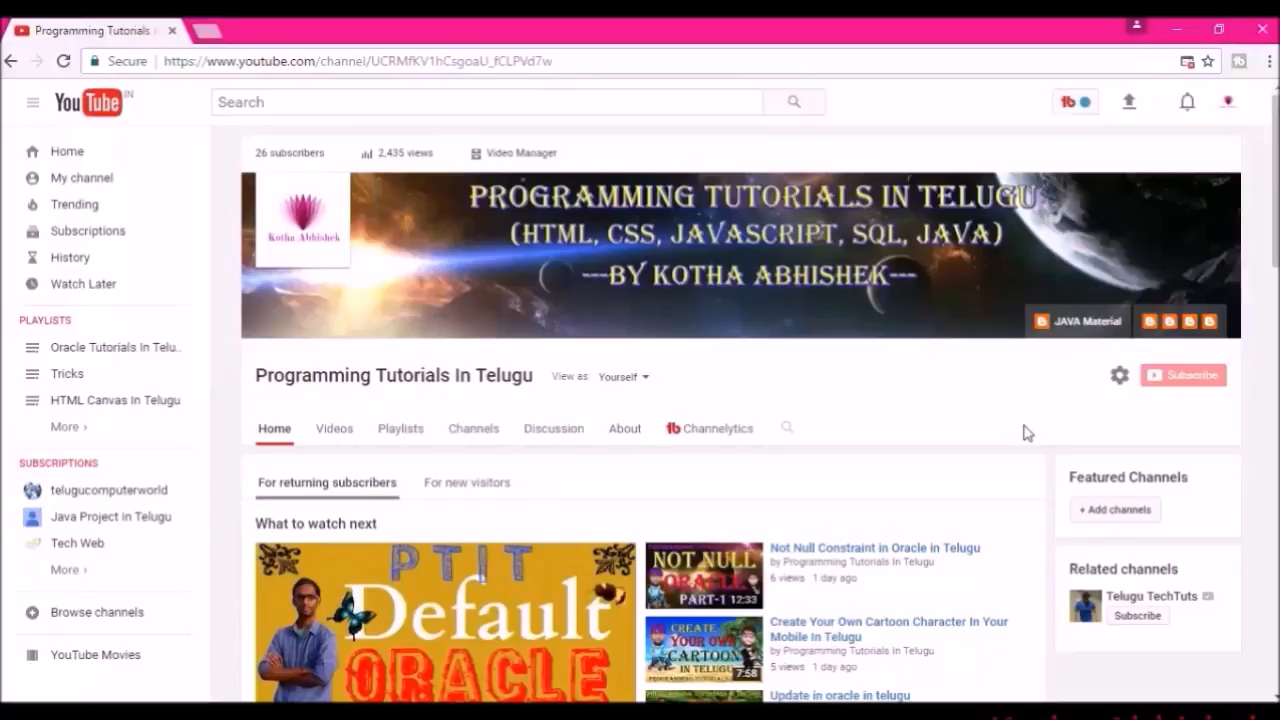 Programming Tutorials
Secure
https://www.youtube.com/channel/UCRMfKV1hCsgoaU_fCLPVd7w
YouTube IN
Search
Home
My channel
Trending
Subscriptions
History
Watch Later
PLAYLISTS
Oracle Tutorials In Telu..
Tricks
HTML Canvas In Telugu
More ›
SUBSCRIPTIONS
telugucomputerworld
Java Project in Telugu
Tech Web
More ›
Browse channels
YouTube Movies
26 subscribers 2,435 views Video Manager
Kotha Abhishek
PROGRAMMING TUTORIALS IN TELUGU
(HTML, CSS, JAVASCRIPT, SQL, JAVA)
---BY KOTHA ABHISHEK---
JAVA Material
Programming Tutorials In Telugu View as: Yourself
Subscribe
Home Videos Playlists Channels Discussion About Channelytics
For returning subscribers For new visitors
What to watch next
PTIT
Default
ORACLE
NOT NULL
ORACLE
PART-1 12:33
Not Null Constraint in Oracle in Telugu
by Programming Tutorials In Telugu
6 views 1 day ago
CREATE
YOUR OWN
CARTOON
IN TELUGU
7:58
Create Your Own Cartoon Character In Your
Mobile In Telugu
by Programming Tutorials In Telugu
5 views 1 day ago
Update in oracle in telugu
Featured Channels
+ Add channels
Related channels
Telugu TechTuts
Subscribe